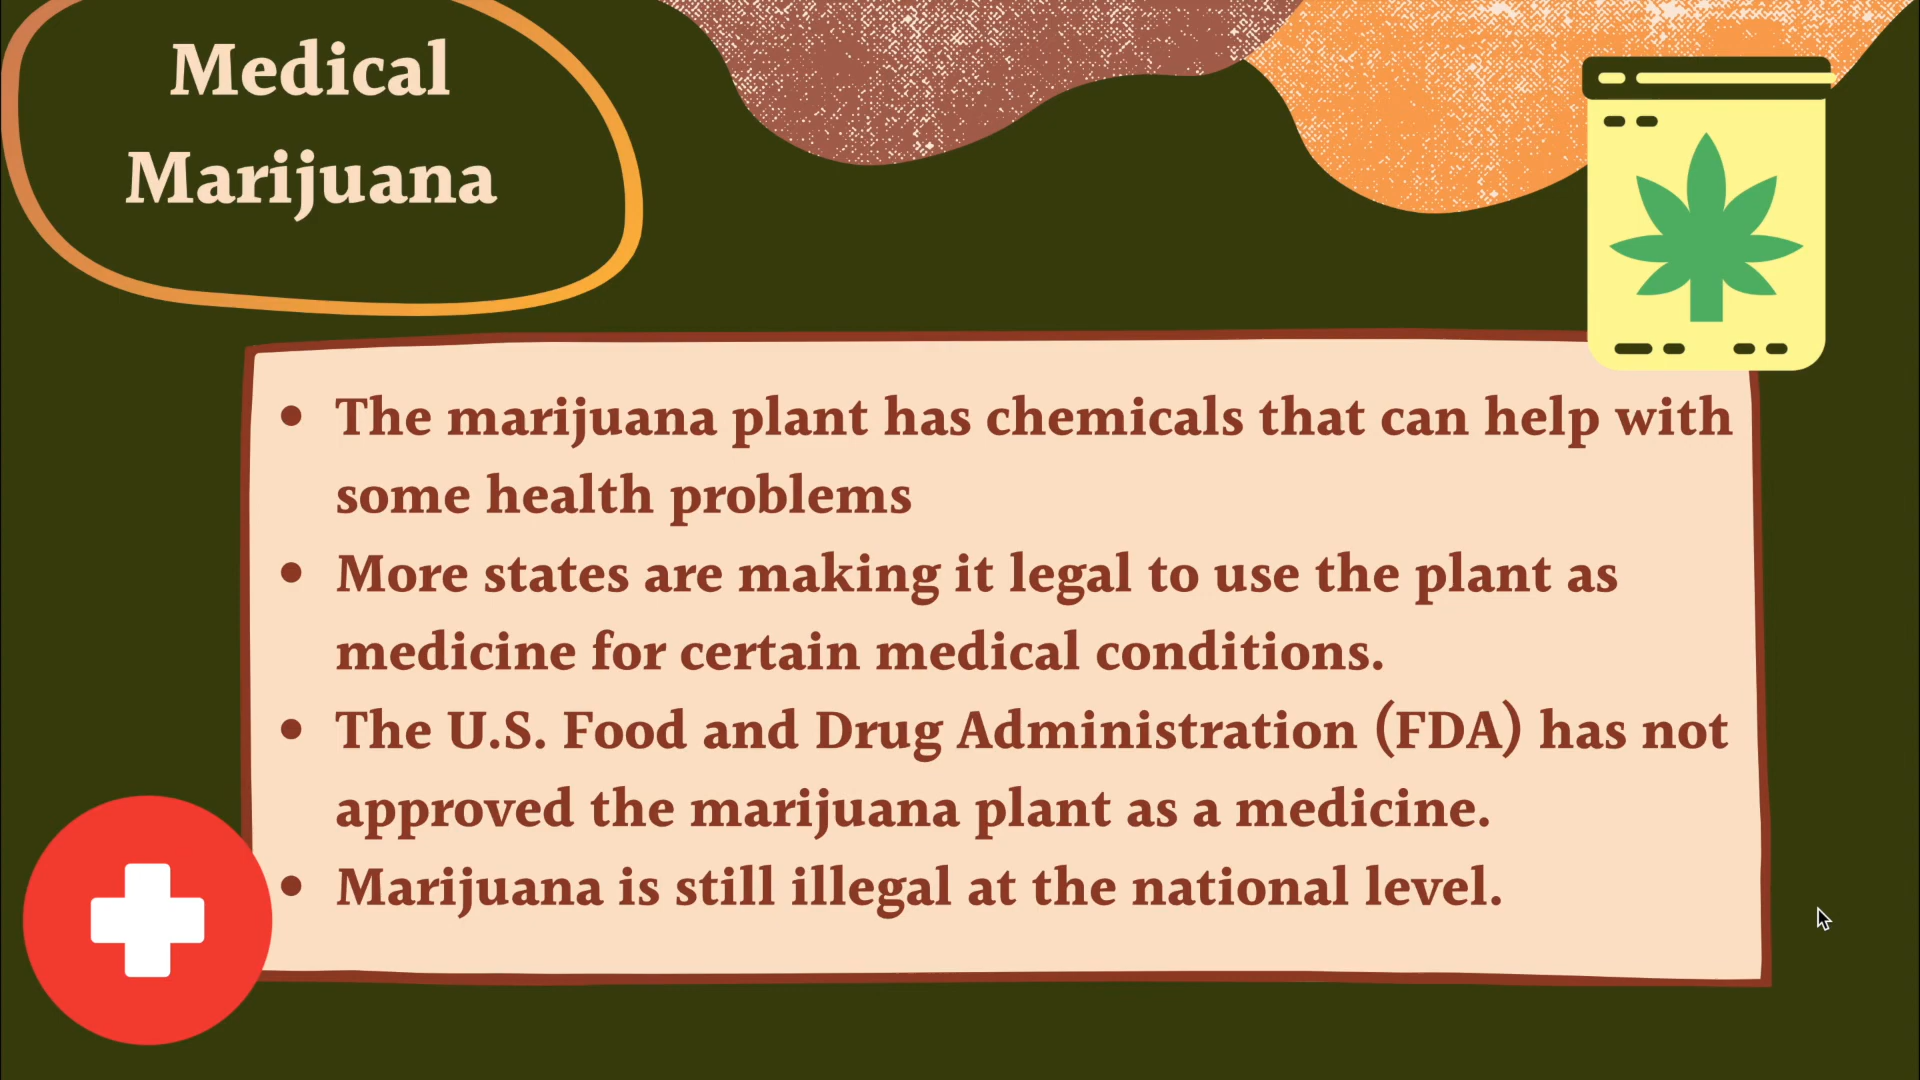 Medical
Marijuana
• The marijuana plant has chemicals that can help with
some health problems
• More states are making it legal to use the plant as
medicine for certain medical conditions.
• The U.S. Food and Drug Administration (FDA) has not
approved the marijuana plant as a medicine.
• Marijuana is still illegal at the national level.